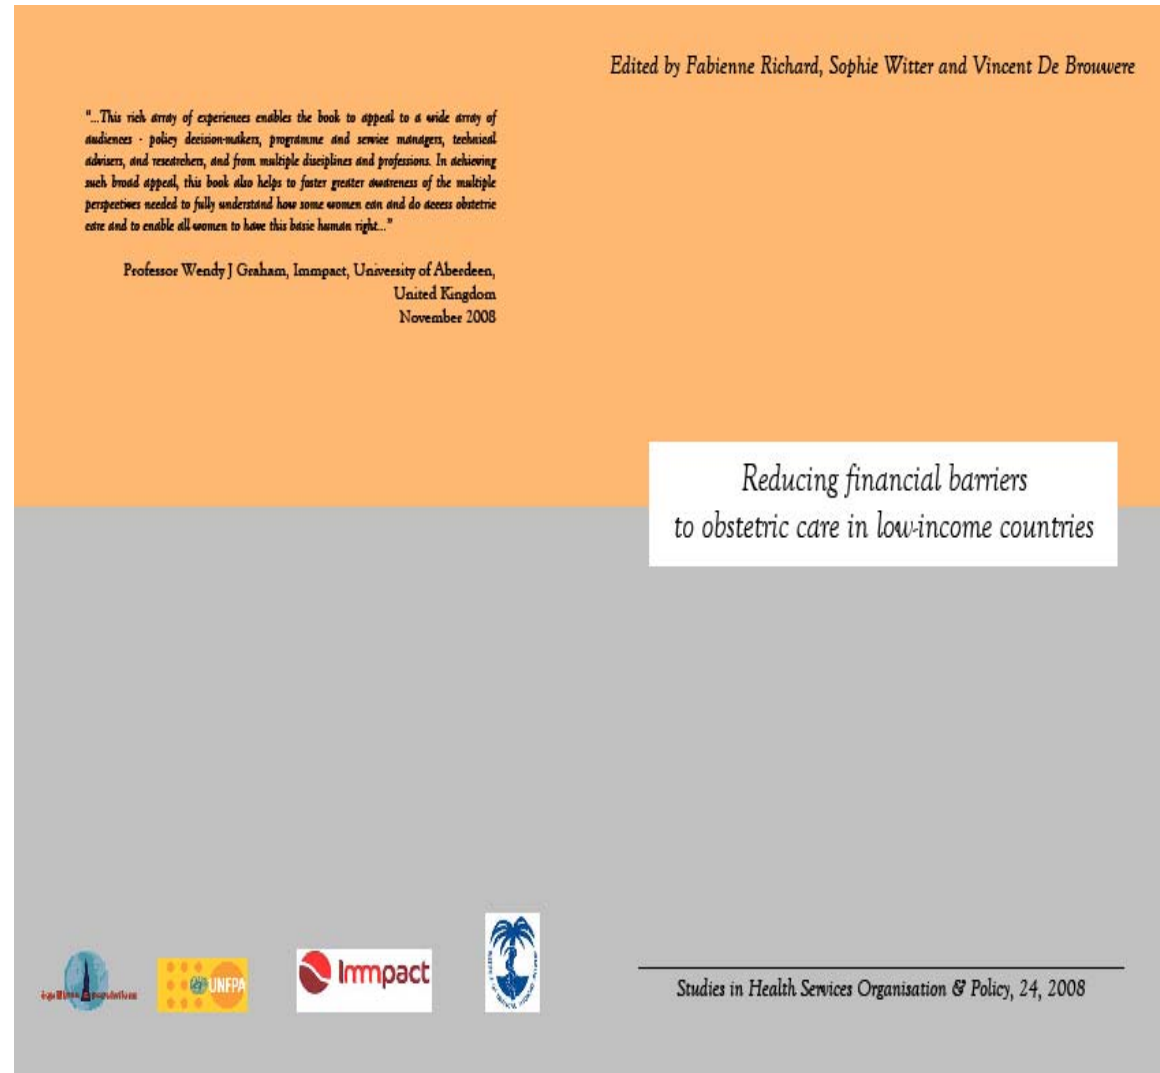 "...This rich array of experiences enables the book to appeal to a wide array of
audiences - policy decision-makers, programme and service managers, technical
advisers, and researchers, and from multiple disciplines and professions. In achieving
such broad appeal, this book also helps to foster greater awareness of the multiple
perspectives needed to fully understand how some women can and do access obstetric
care and to enable all women to have this basic human right..."
Professor Wendy J Graham, Immpact, University of Aberdeen,
United Kingdom
November 2008
Edited by Fabienne Richard, Sophie Witter and Vincent De Brouwere
Reducing financial barriers
to obstetric care in low-income countries
équilibres & populations
UNFPA
Immpact
Studies in Health Services Organisation & Policy, 24, 2008